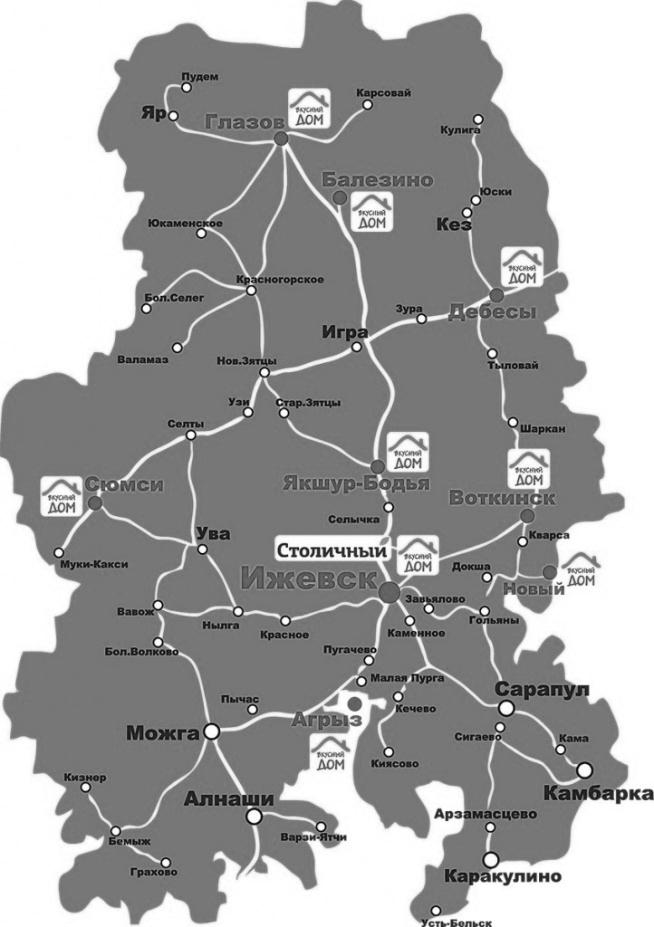 Пудем
Карсовай
ВКУСНЫЙ
ДОМ
Яр
Глазов
Кулига
Балезино
Юски
ВКУСНЫЙ
ДОМ
Кез
Юкаменское
ВКУСНЫЙ
ДОМ
Красногорское
Бол.Селег
Зура
Дебесы
Игра
Валамаз
Нов.Зятцы
Тыловай
Узи
Стар.Зятцы
Селты
Шаркан
ВКУСНЫЙ
ДОМ
ВКУСНЫЙ
ДОМ
Сюмси
ВКУСНЫЙ
ДОМ
Якшур-Бодья
Воткинск
Селычка
Ува
Кварса
Столичный
ВКУСНЫЙ
ДОМ
Муки-Какси
Докша
ВКУСНЫЙ
ДОМ
Ижевск
Новый
Завьялово
Вавож
Нылга
Гольяны
Красное
Каменное
Бол.Волково
Пугачево
Малая Пурга
Пычас
Сарапул
Кечево
Агрыз
Можга
Сигаево
Кама
ВКУСНЫЙ
ДОМ
Киясово
Кизнер
Камбарка
Алнаши
Арзамасцево
Бемыж
Варзи-Ятчи
Грахово
Каракулино
Усть-Бельск